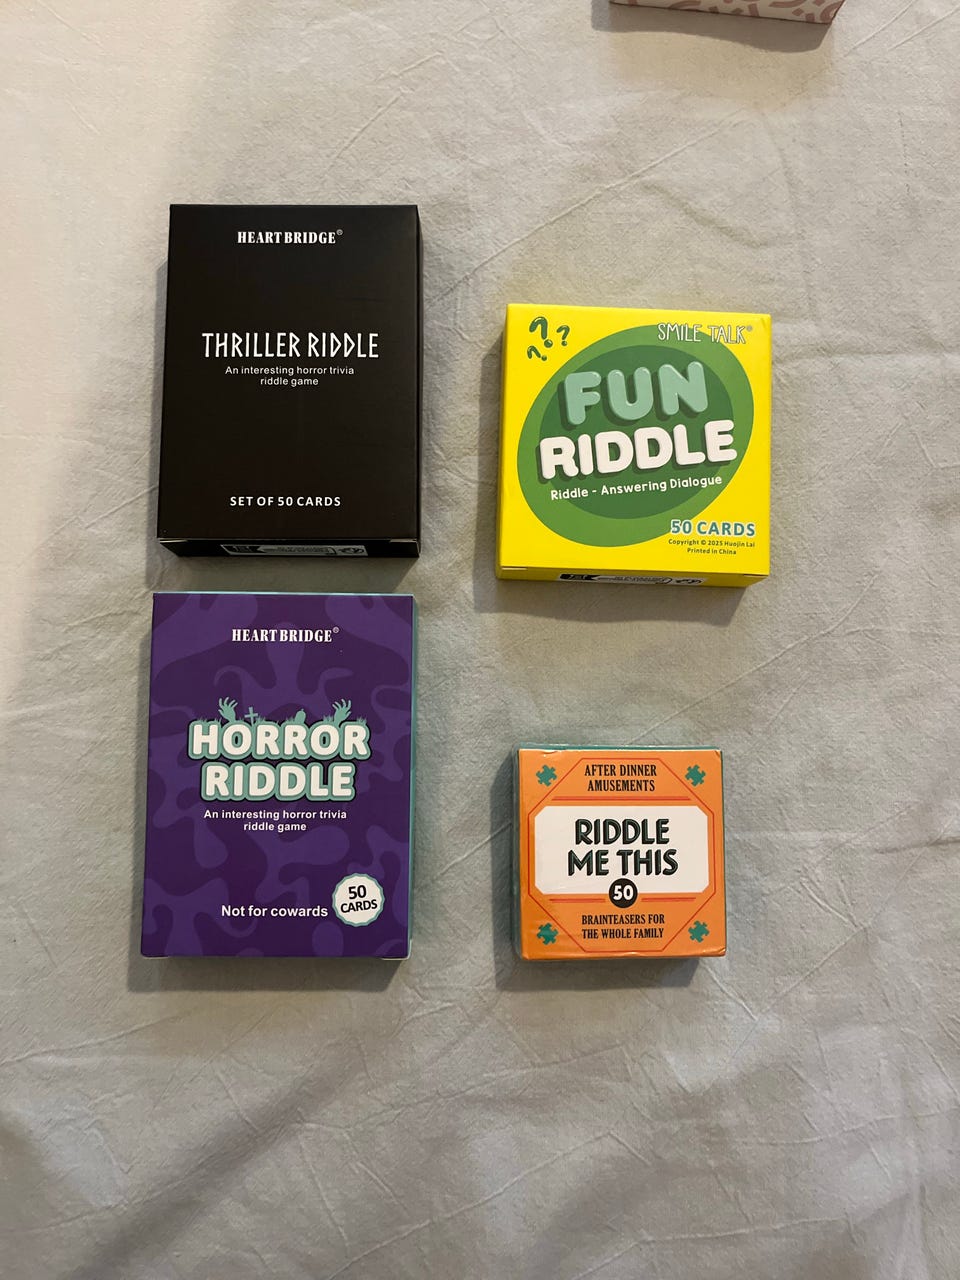 HEARTBRIDGE®
THRILLER RIDDLE
An interesting horror trivia
riddle game
SET OF 50 CARDS
SMILE TALK®
???
FUN
RIDDLE
Riddle - Answering Dialogue
50 CARDS
Copyright © 2025 Huojin Lai
Printed in China
HEARTBRIDGE®
HORROR
RIDDLE
An interesting horror trivia
riddle game
Not for cowards
50
CARDS
AFTER DINNER
AMUSEMENTS
RIDDLE
ME THIS
50
BRAINTEASERS FOR
THE WHOLE FAMILY